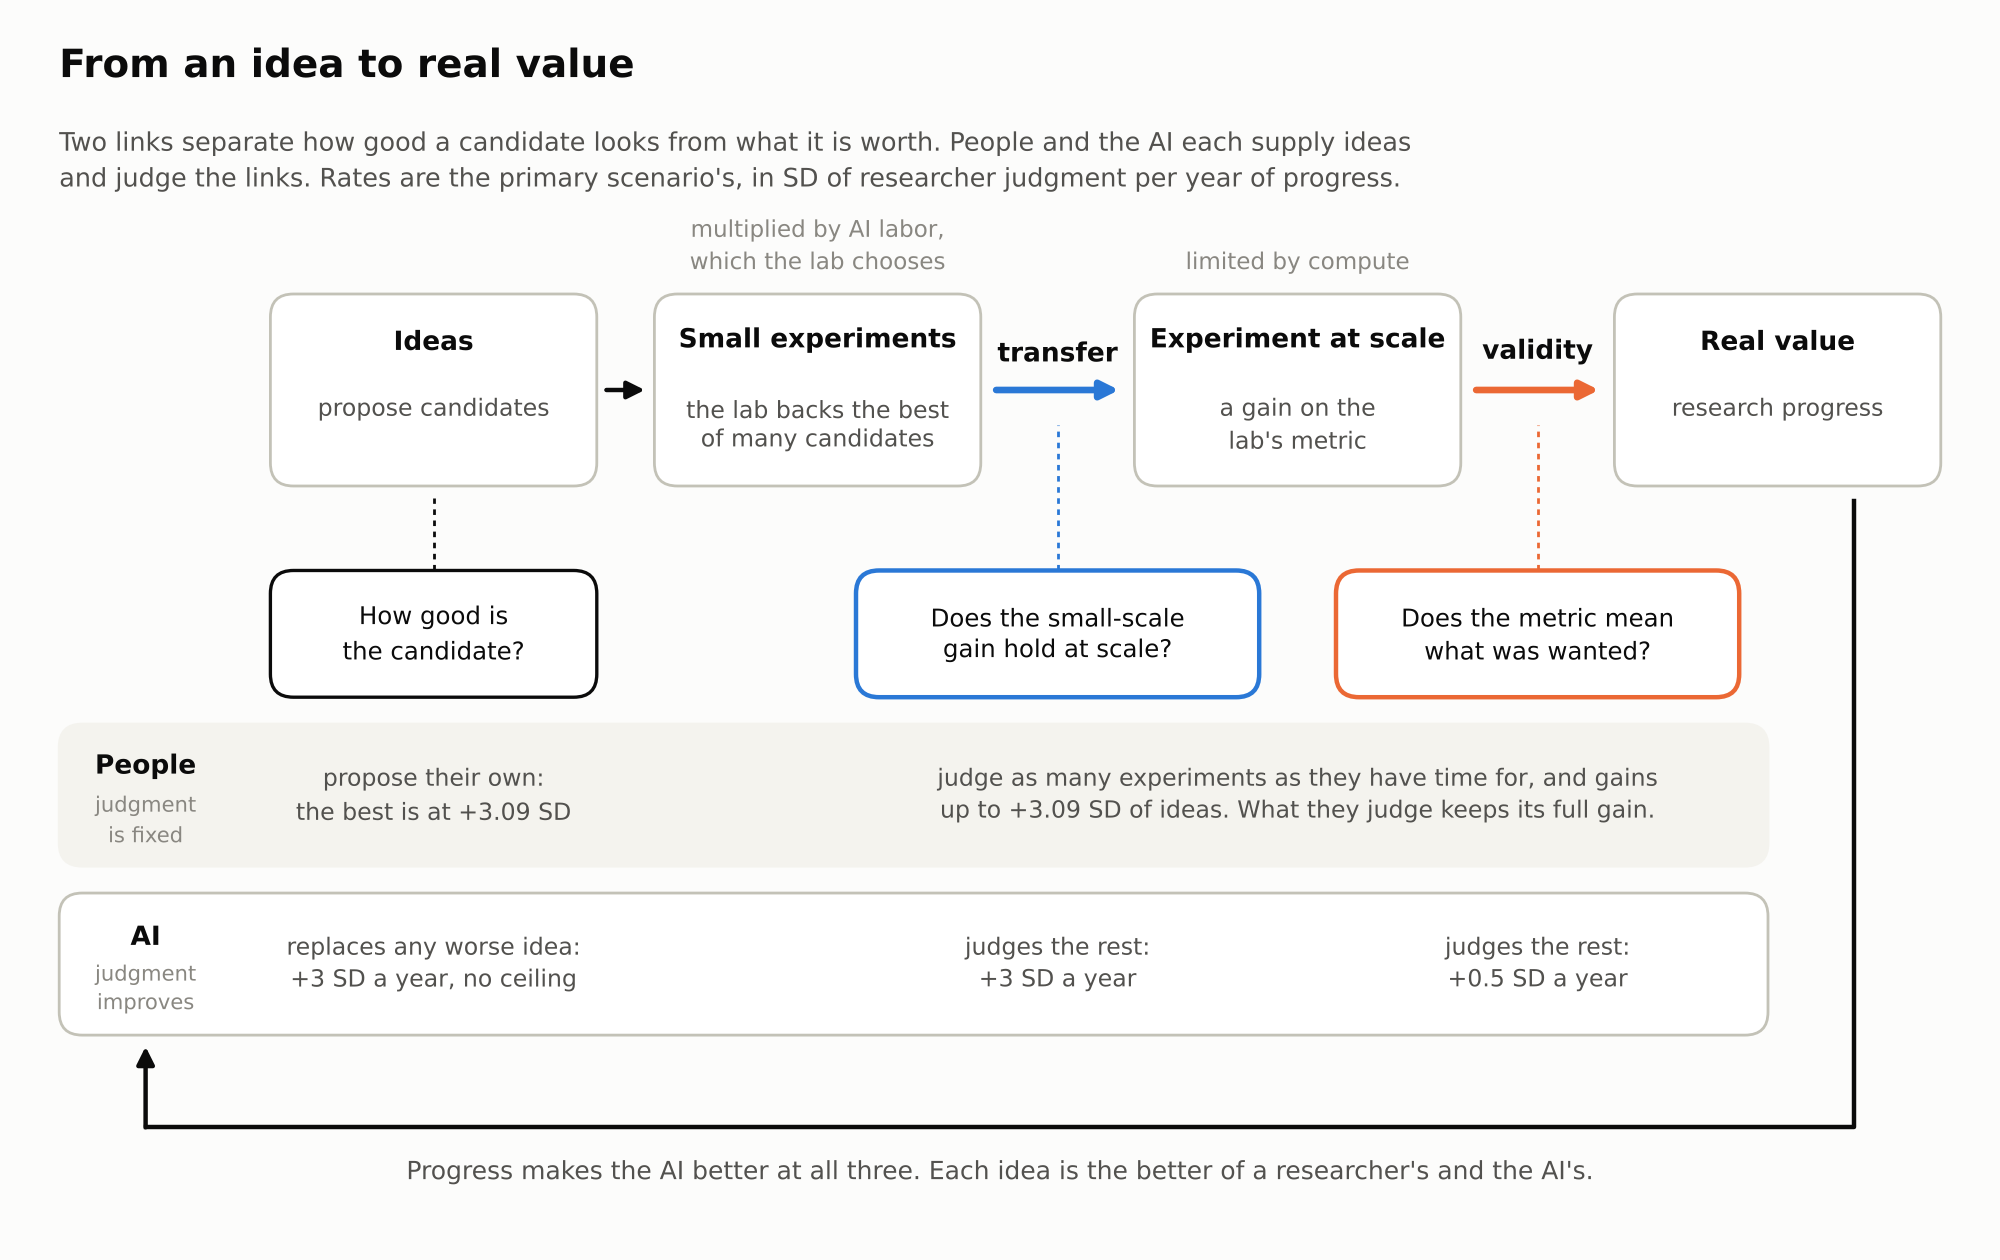 From an idea to real value
Two links separate how good a candidate looks from what it is worth. People and the AI each supply ideas
and judge the links. Rates are the primary scenario's, in SD of researcher judgment per year of progress.
multiplied by AI labor,
which the lab chooses
limited by compute
Ideas
propose candidates
Small experiments
the lab backs the best
of many candidates
transfer
Experiment at scale
a gain on the
lab's metric
validity
Real value
research progress
How good is
the candidate?
Does the small-scale
gain hold at scale?
Does the metric mean
what was wanted?
People
judgment
is fixed
propose their own:
the best is at +3.09 SD
judge as many experiments as they have time for, and gains
up to +3.09 SD of ideas. What they judge keeps its full gain.
AI
judgment
improves
replaces any worse idea:
+3 SD a year, no ceiling
judges the rest:
+3 SD a year
judges the rest:
+0.5 SD a year
Progress makes the AI better at all three. Each idea is the better of a researcher's and the AI's.